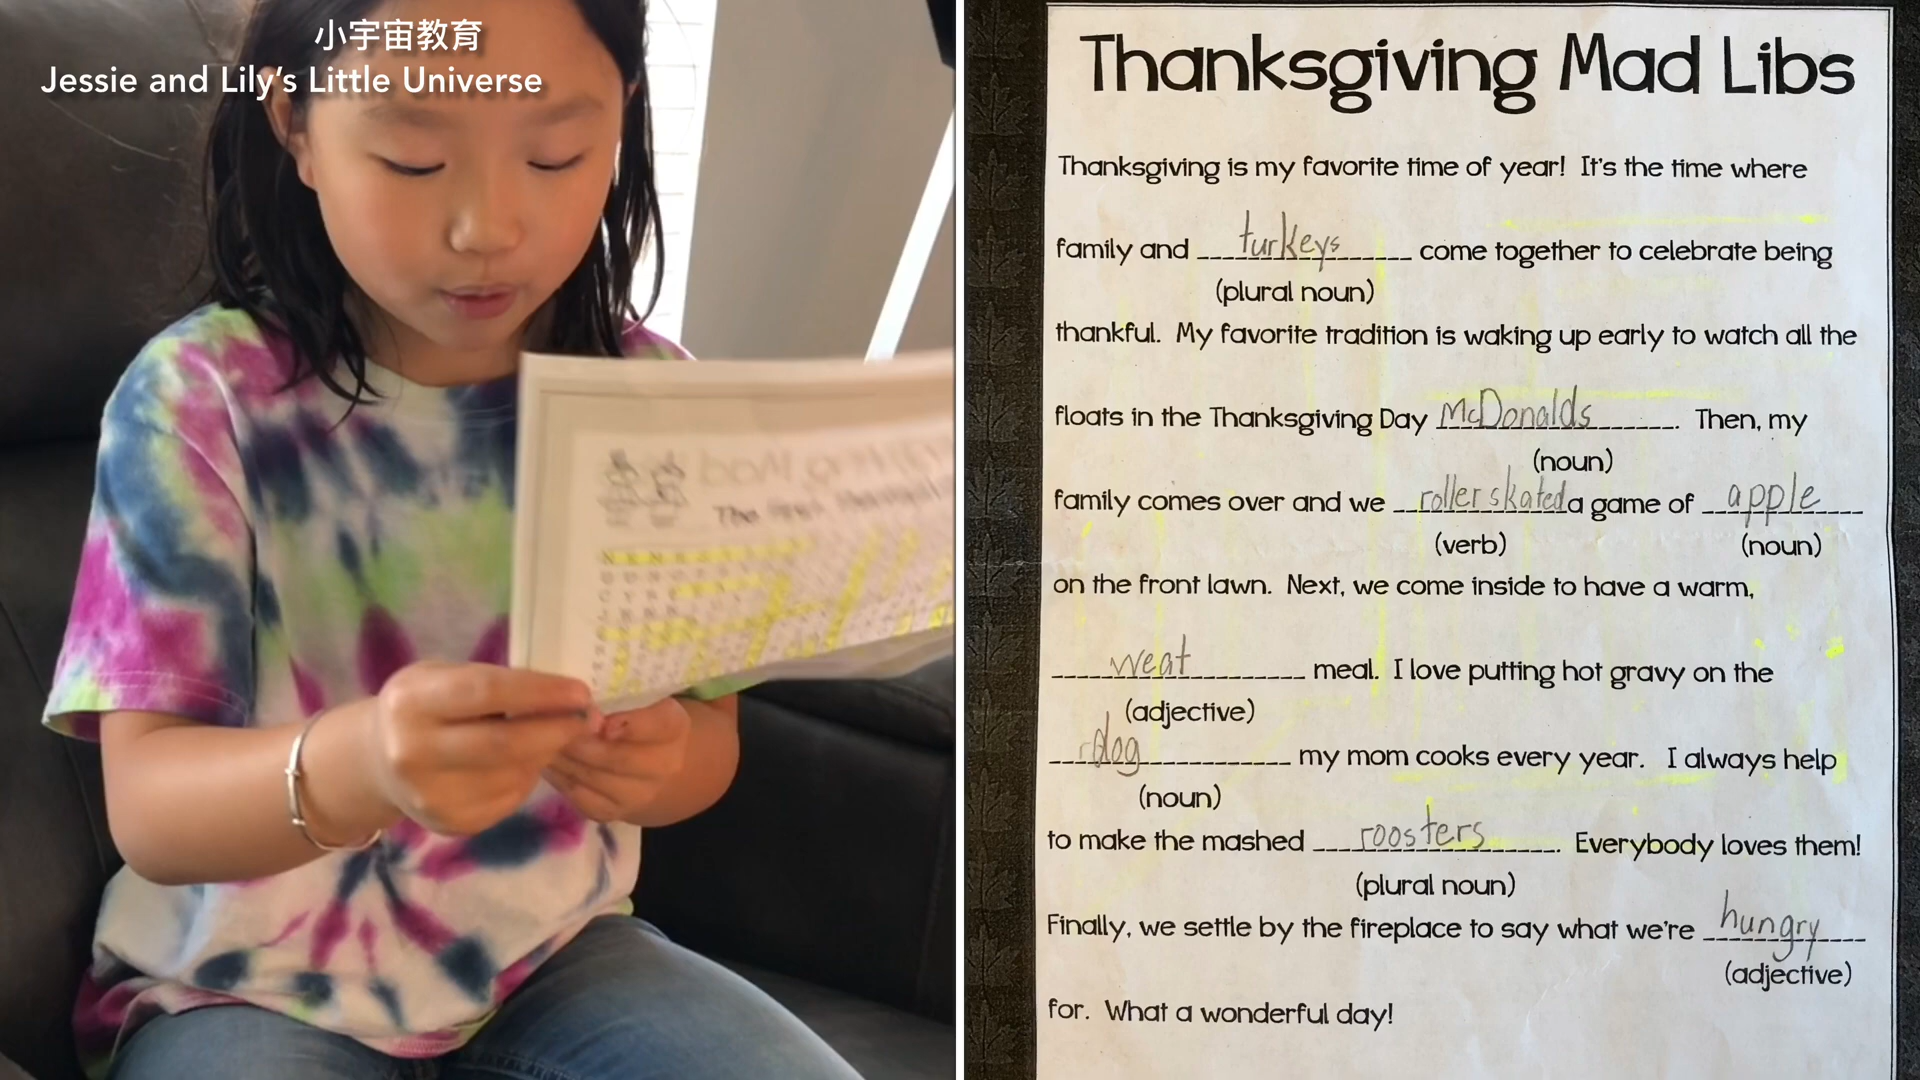 小宇宙教育
Jessie and Lily's Little Universe
Thanksgiving Mad Libs
Thanksgiving is my favorite time of year! It's the time where
family and turkeys come together to celebrate being
(plural noun)
thankful. My favorite tradition is waking up early to watch all the
floats in the Thanksgiving Day McDonalds. Then, my
(noun)
family comes over and we rollerskated a game of apple
(verb) (noun)
on the front lawn. Next, we come inside to have a warm,
weat meal. I love putting hot gravy on the
(adjective)
dog my mom cooks every year. I always help
(noun)
to make the mashed roosters. Everybody loves them!
(plural noun)
Finally, we settle by the fireplace to say what we're hungry
(adjective)
for. What a wonderful day!